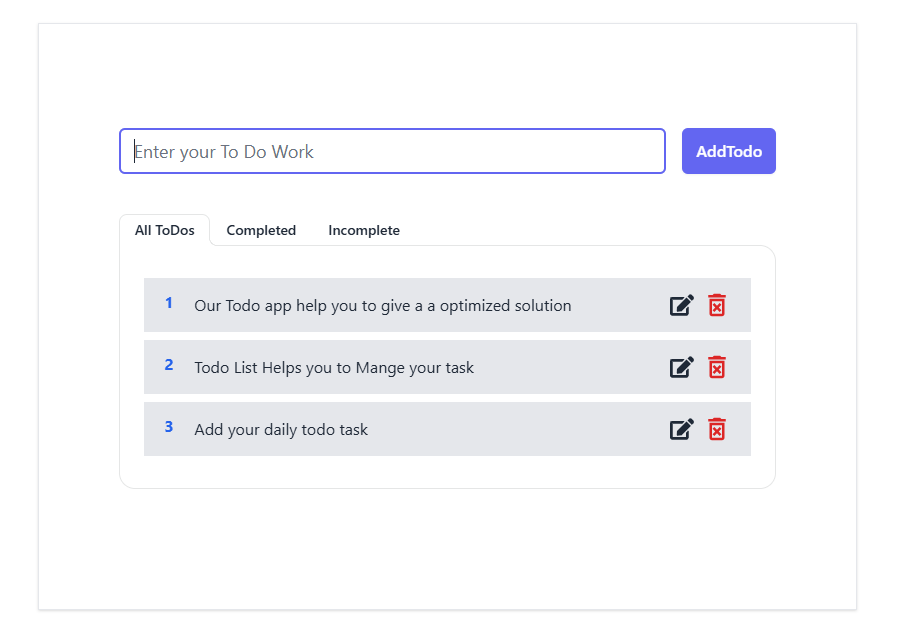 Enter your To Do Work
AddTodo
All ToDos Completed Incomplete
1 Our Todo app help you to give a a optimized solution
2 Todo List Helps you to Mange your task
3 Add your daily todo task